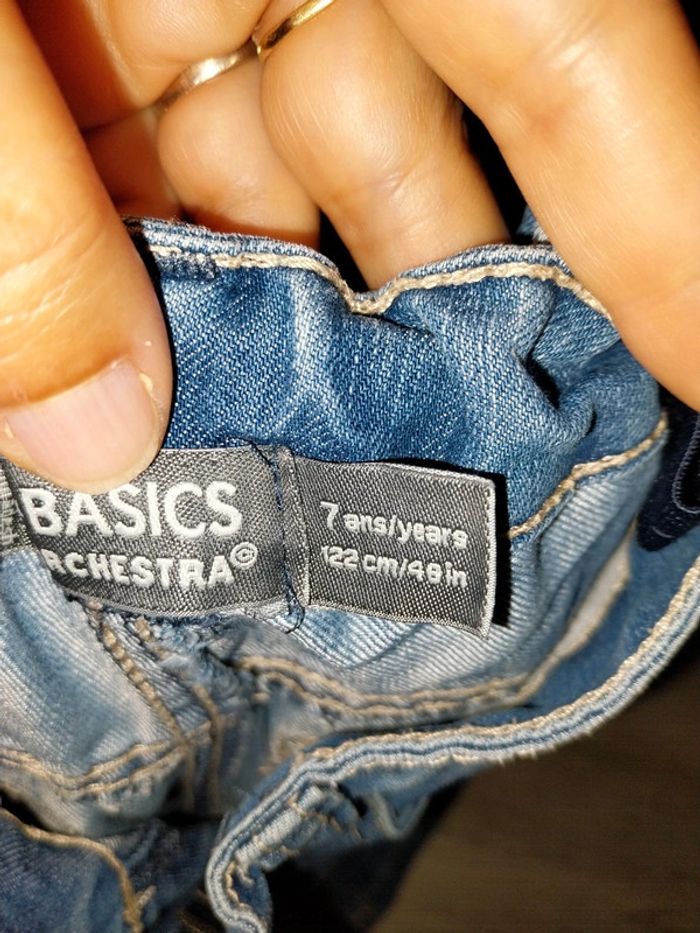 BASICS
RCHESTRA©
7 ans/years
122 cm/48 in